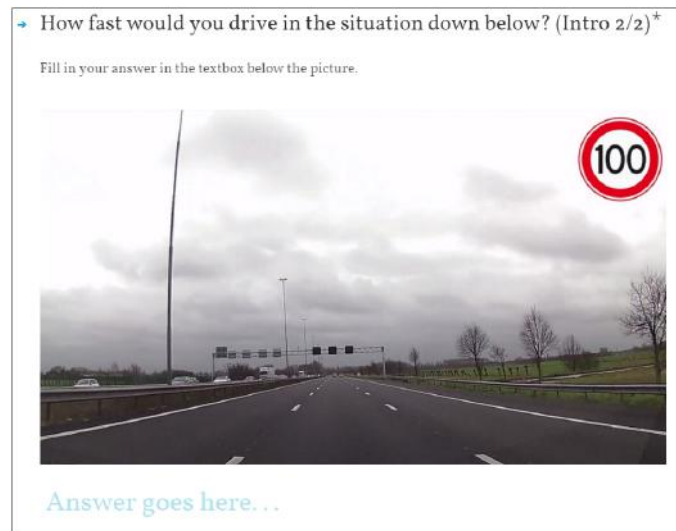 How fast would you drive in the situation down below? (Intro 2/2)*
Fill in your answer in the textbox below the picture.
100
Answer goes here...